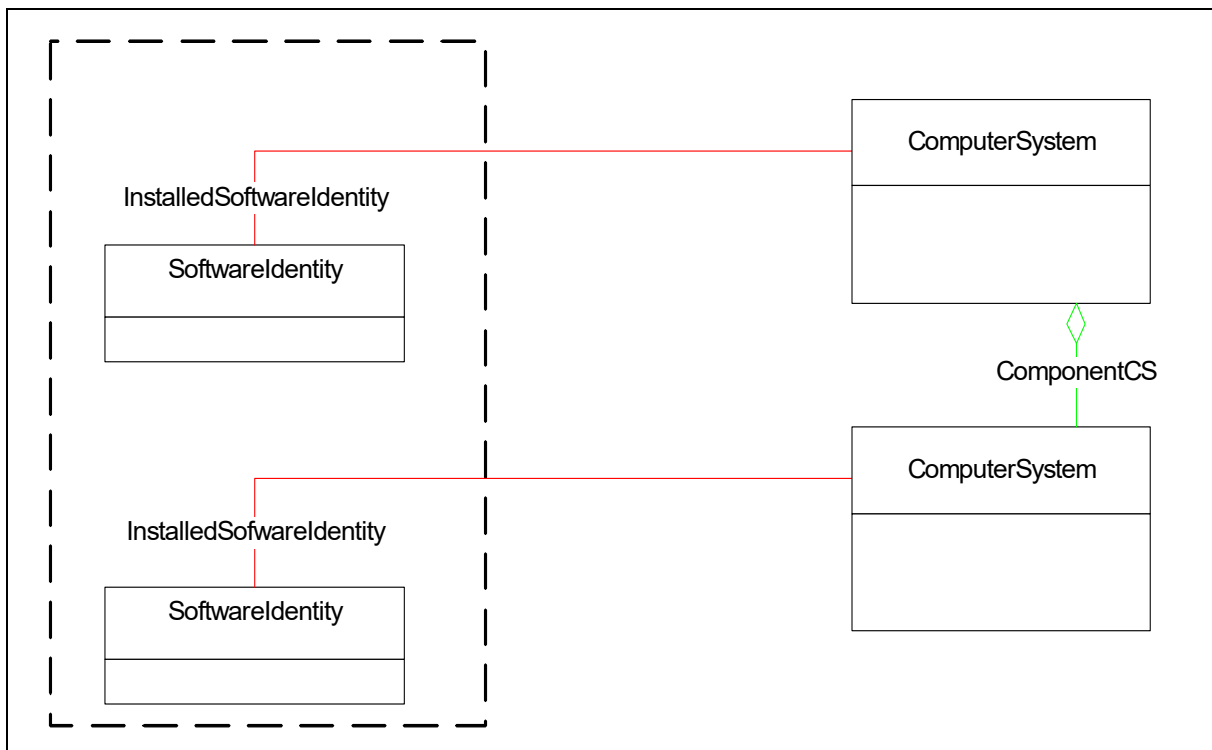 ComputerSystem
InstalledSoftwareIdentity
SoftwareIdentity
ComponentCS
ComputerSystem
InstalledSofwareIdentity
SoftwareIdentity